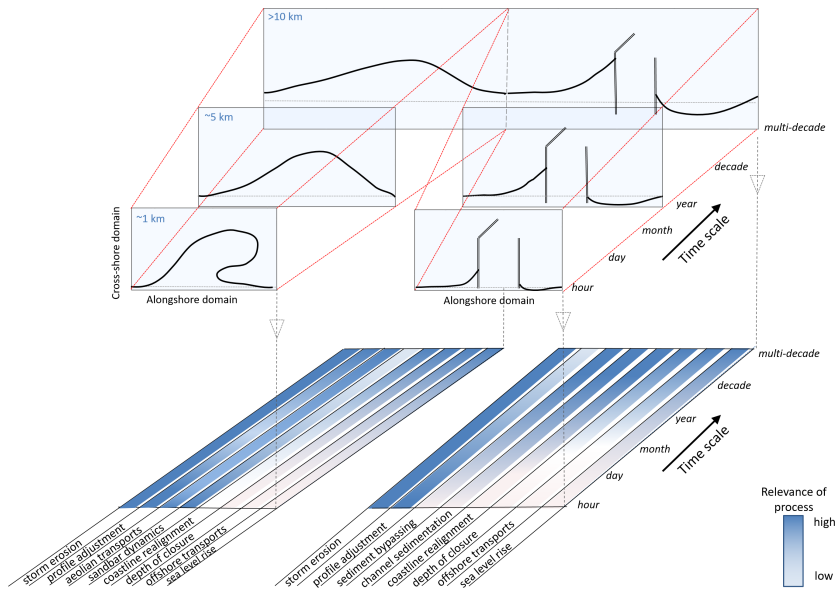 >10 km
~5 km
multi-decade
decade
year
~1 km
month
Time scale
day
Cross-shore domain
hour
Alongshore domain
Alongshore domain
multi-decade
decade
year
month
Time scale
day
hour
Relevance of
process
high
low
storm erosion
profile adjustment
aeolian transports
sandbar dynamics
coastline realignment
depth of closure
offshore transports
sea level rise
storm erosion
profile adjustment
sediment bypassing
channel sedimentation
coastline realignment
depth of closure
offshore transports
sea level rise